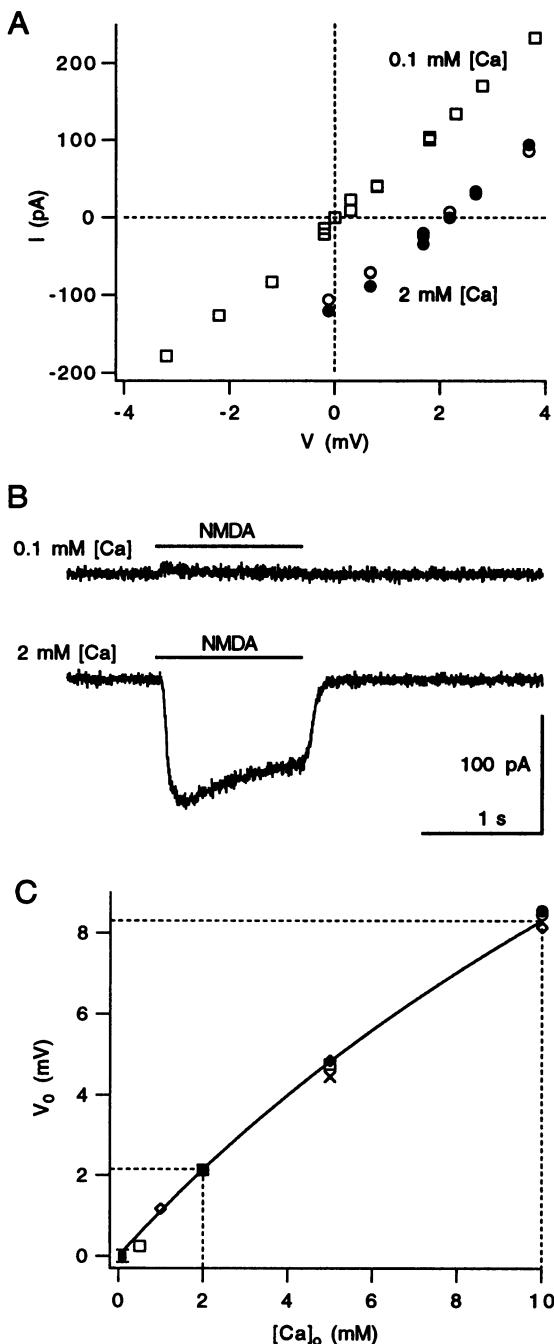 A
0.1 mM [Ca]
200
100
0
-100
-200
I (pA)
2 mM [Ca]
-4 -2 0 2 4
V (mV)
B
NMDA
0.1 mM [Ca]
NMDA
2 mM [Ca]
100 pA
1 s
C
8
6
4
2
0
V₀ (mV)
0 2 4 6 8 10
[Ca]ₒ (mM)